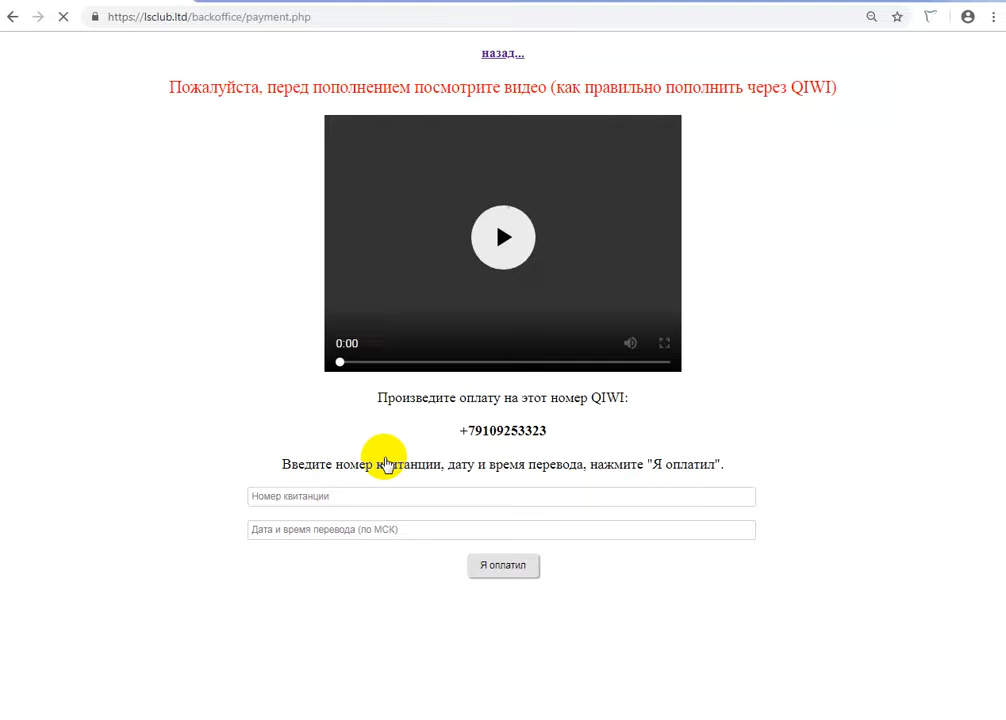 https://lsclub.ltd/backoffice/payment.php
назад...
Пожалуйста, перед пополнением посмотрите видео (как правильно пополнить через QIWI)
0:00
Произведите оплату на этот номер QIWI:
+79109253323
Введите номер квитанции, дату и время перевода, нажмите "Я оплатил".
Номер квитанции
Дата и время перевода (по МСК)
Я оплатил